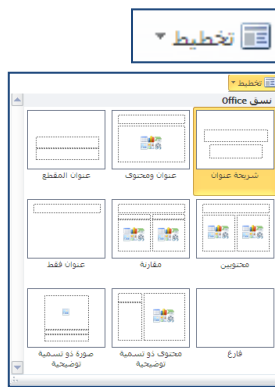 تخطيط
تخطيط
نسق Office
شريحة عنوان
عنوان ومحتوى
عنوان المقطع
محتويين
مقارنة
عنوان فقط
فارغ
محتوى ذو تسمية توضيحية
صورة ذو تسمية توضيحية